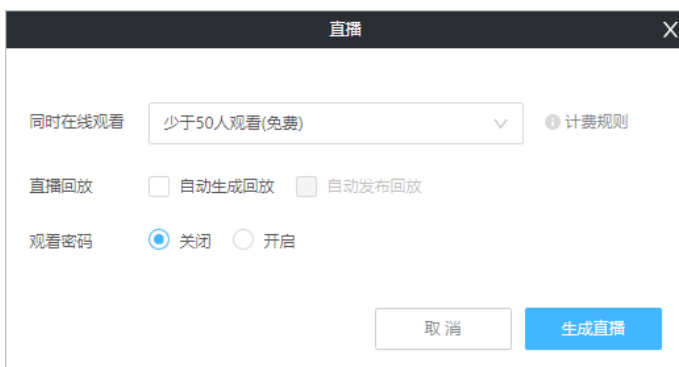 直播
同时在线观看 少于50人观看(免费) 计费规则
直播回放 自动生成回放 自动发布回放
观看密码 关闭 开启
取消 生成直播